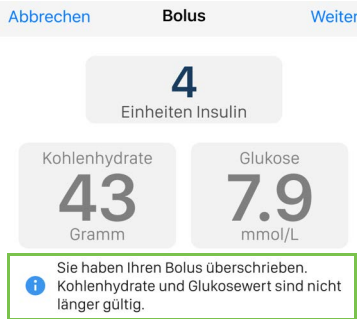 Abbrechen Bolus Weiter
4
Einheiten Insulin
Kohlenhydrate Glukose
43 7.9
Gramm mmol/L
Sie haben Ihren Bolus überschrieben.
Kohlenhydrate und Glukosewert sind nicht
länger gültig.